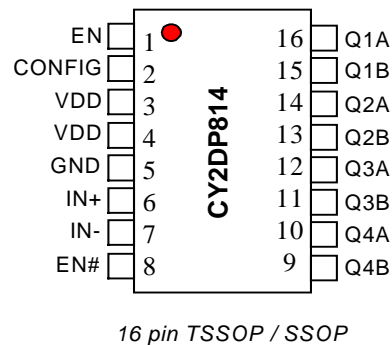 EN 1 16 Q1A
CONFIG 2 15 Q1B
VDD 3 14 Q2A
VDD 4 13 Q2B
GND 5 12 Q3A
IN+ 6 11 Q3B
IN- 7 10 Q4A
EN# 8 9 Q4B
CY2DP814
16 pin TSSOP / SSOP